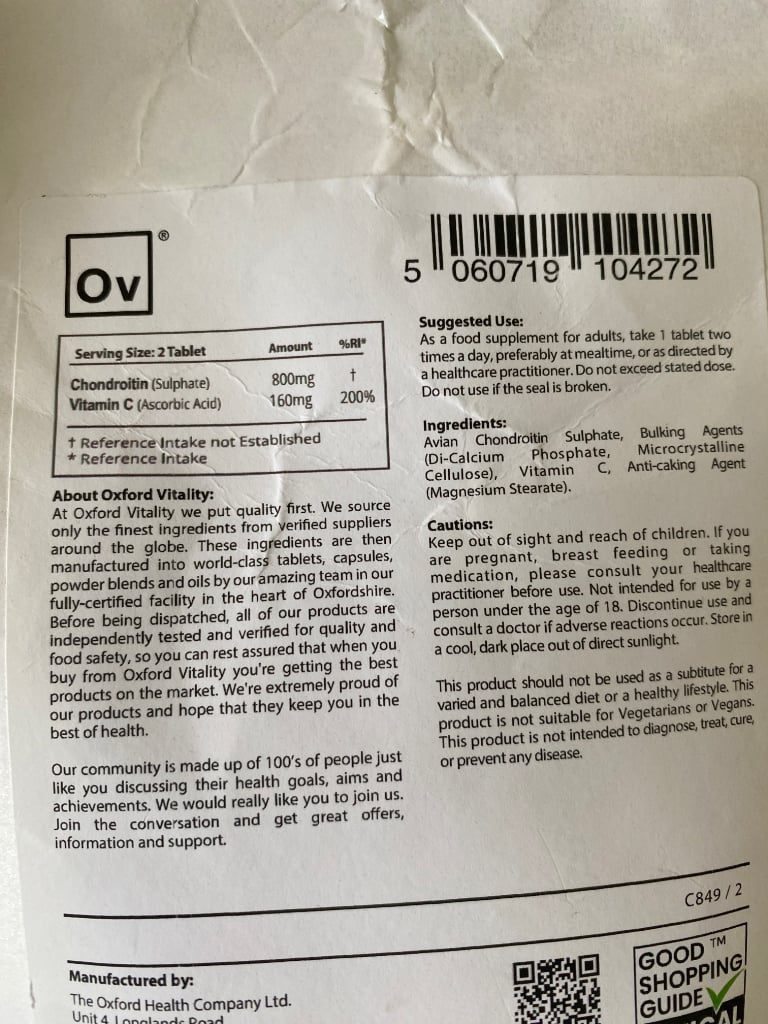 Ov ®
5 060719 104272
Serving Size: 2 Tablet Amount %RI*
Chondroitin (Sulphate) 800mg †
Vitamin C (Ascorbic Acid) 160mg 200%
† Reference Intake not Established
* Reference Intake
About Oxford Vitality:
At Oxford Vitality we put quality first. We source
only the finest ingredients from verified suppliers
around the globe. These ingredients are then
manufactured into world-class tablets, capsules,
powder blends and oils by our amazing team in our
fully-certified facility in the heart of Oxfordshire.
Before being dispatched, all of our products are
independently tested and verified for quality and
food safety, so you can rest assured that when you
buy from Oxford Vitality you're getting the best
products on the market. We're extremely proud of
our products and hope that they keep you in the
best of health.
Our community is made up of 100's of people just
like you discussing their health goals, aims and
achievements. We would really like you to join us.
Join the conversation and get great offers,
information and support.
Suggested Use:
As a food supplement for adults, take 1 tablet two
times a day, preferably at mealtime, or as directed by
a healthcare practitioner. Do not exceed stated dose.
Do not use if the seal is broken.
Ingredients:
Avian Chondroitin Sulphate, Bulking Agents
(Di-Calcium Phosphate, Microcrystalline
Cellulose), Vitamin C, Anti-caking Agent
(Magnesium Stearate).
Cautions:
Keep out of sight and reach of children. If you
are pregnant, breast feeding or taking
medication, please consult your healthcare
practitioner before use. Not intended for use by a
person under the age of 18. Discontinue use and
consult a doctor if adverse reactions occur. Store in
a cool, dark place out of direct sunlight.
This product should not be used as a subtitute for a
varied and balanced diet or a healthy lifestyle. This
product is not suitable for Vegetarians or Vegans.
This product is not intended to diagnose, treat, cure,
or prevent any disease.
C849 / 2
Manufactured by:
The Oxford Health Company Ltd.
Unit 4 Longlands Road
GOOD ™
SHOPPING
GUIDE